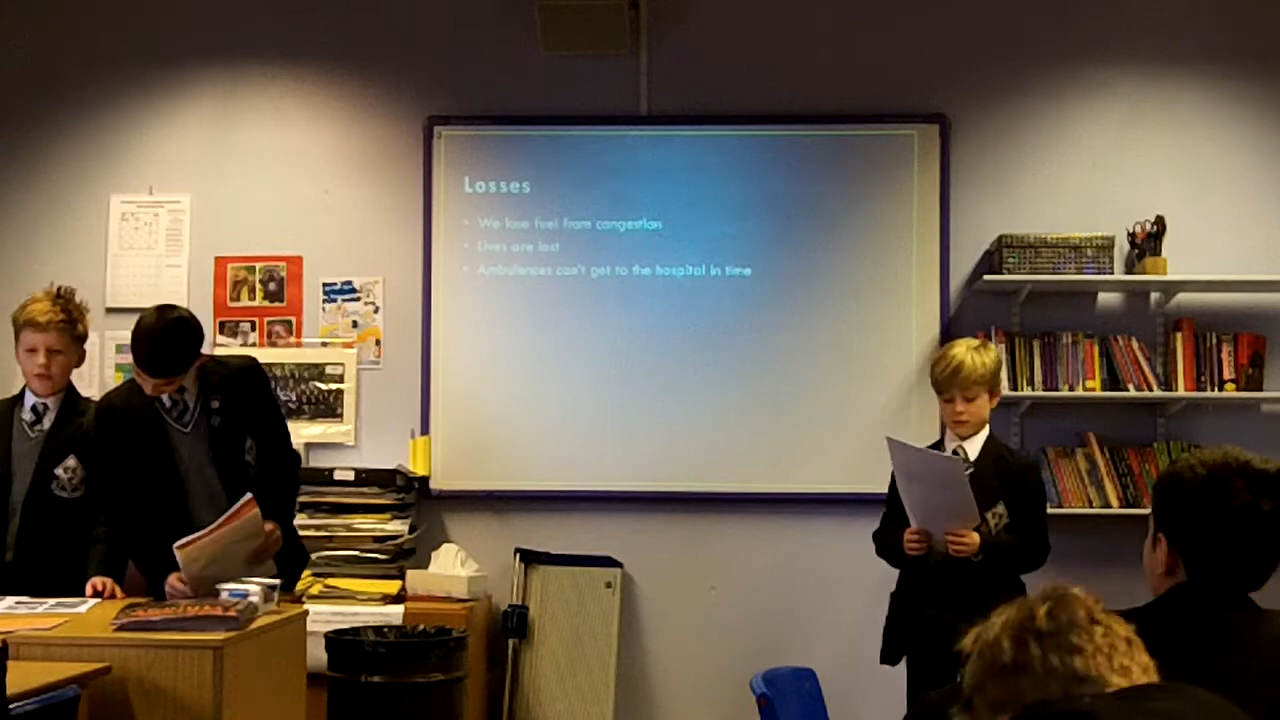 Losses
• We lose fuel from congestion
• Lives are lost
• Ambulances can't get to the hospital in time